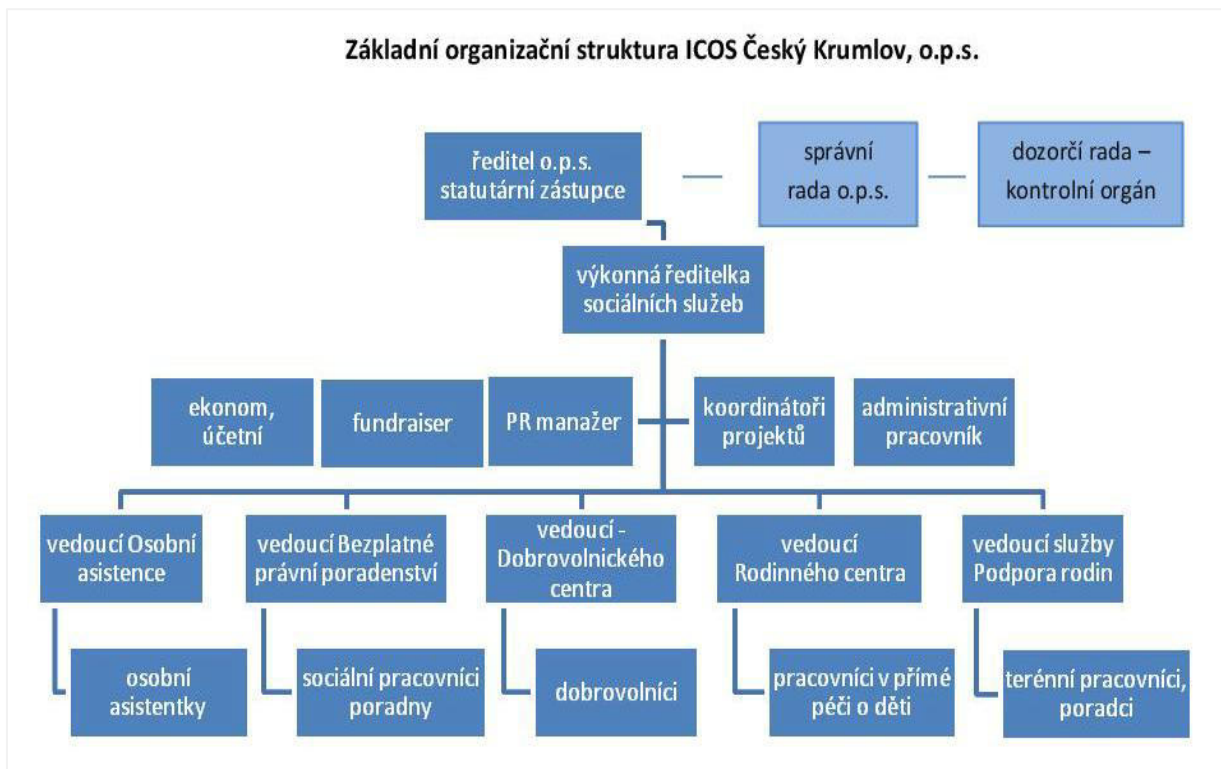 Základní organizační struktura ICOS Český Krumlov, o.p.s.
ředitel o.p.s.
statutární zástupce
správní
rada o.p.s.
dozorčí rada –
kontrolní orgán
výkonná ředitelka
sociálních služeb
ekonom,
účetní
fundraiser
PR manažer
koordinátoři
projektů
administrativní
pracovník
vedoucí Osobní
asistence
vedoucí Bezplatné
právní poradenství
vedoucí -
Dobrovolnického
centra
vedoucí
Rodinného centra
vedoucí služby
Podpora rodin
osobní
asistentky
sociální pracovníci
poradny
dobrovolníci
pracovníci v přímé
péči o děti
terénní pracovníci,
poradci